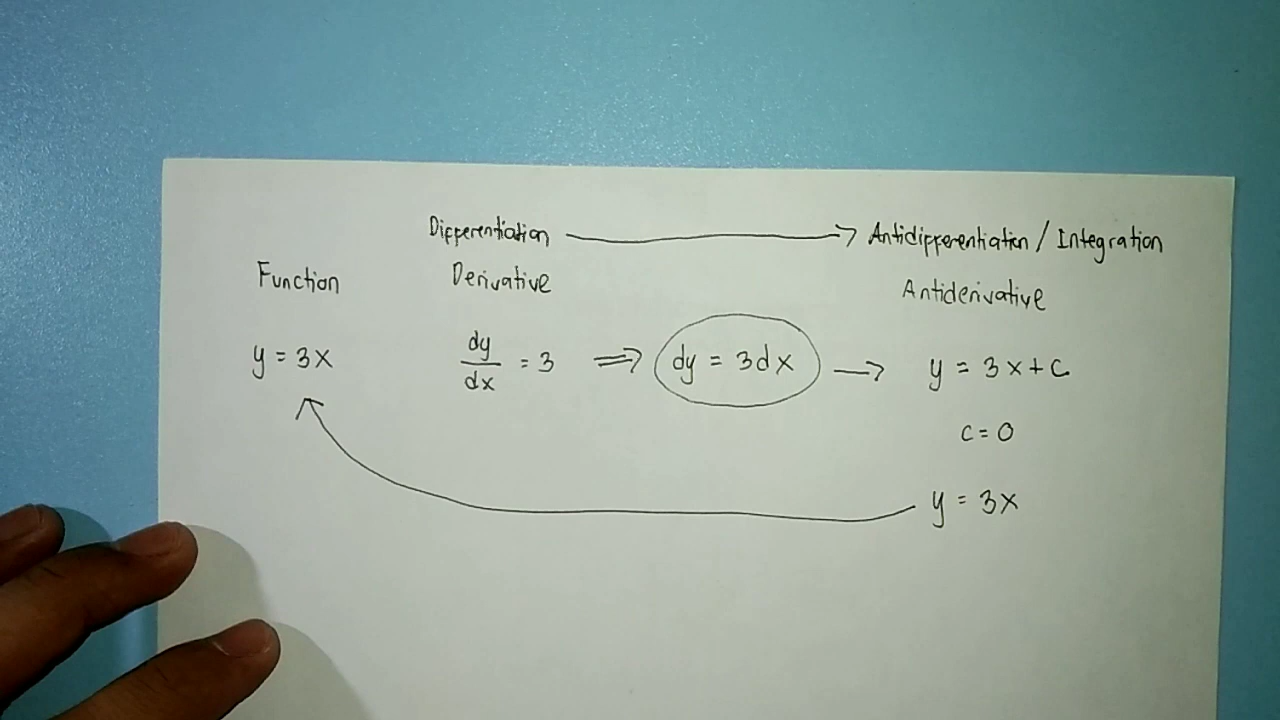 Differentiation → Antidifferentiation / Integration
Function Derivative Antiderivative
y = 3x dy/dx = 3 ⇒ dy = 3dx → y = 3x + c
c = 0
y = 3x